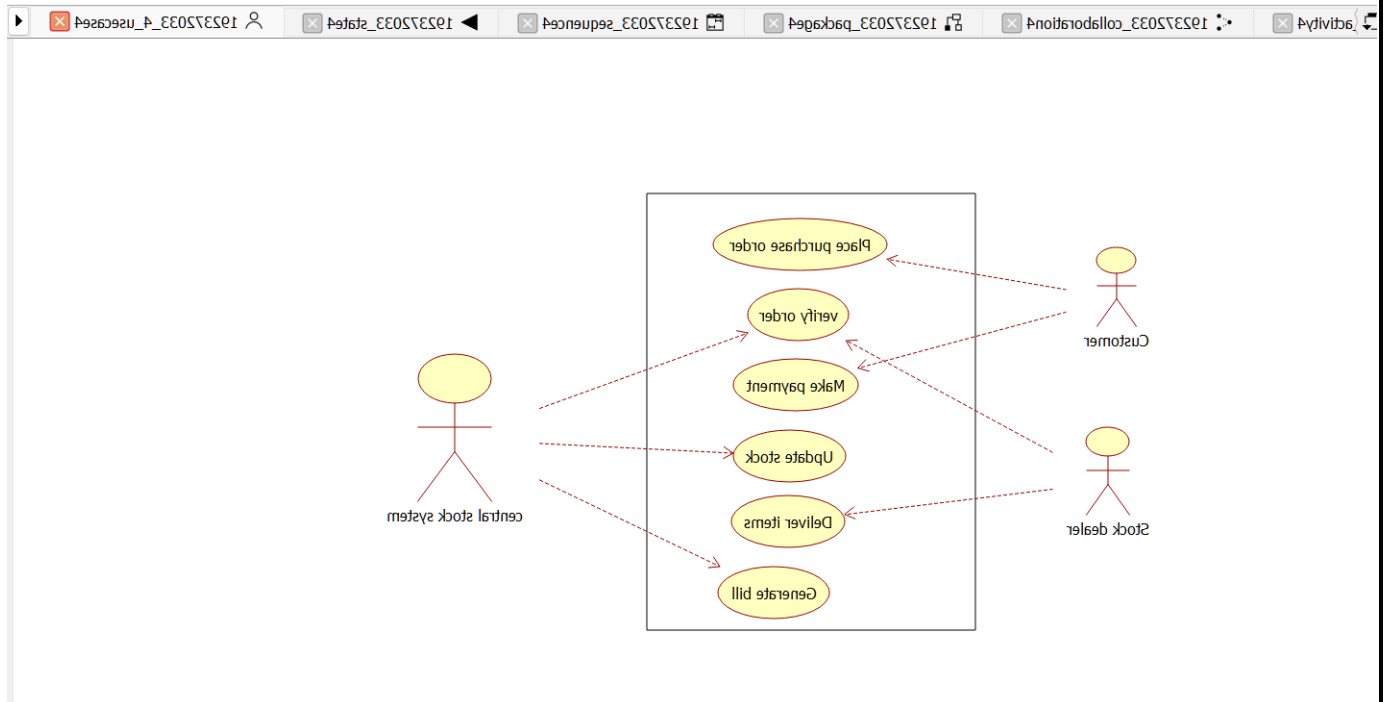 _activity4 192372033_collaboration4 192372033_package4 192372033_sequence4 192372033_state4 192372033_4_usecase4
Place purchase order
verify order
Customer
Make payment
Update stock
Deliver items
Stock dealer
central stock system
Generate bill